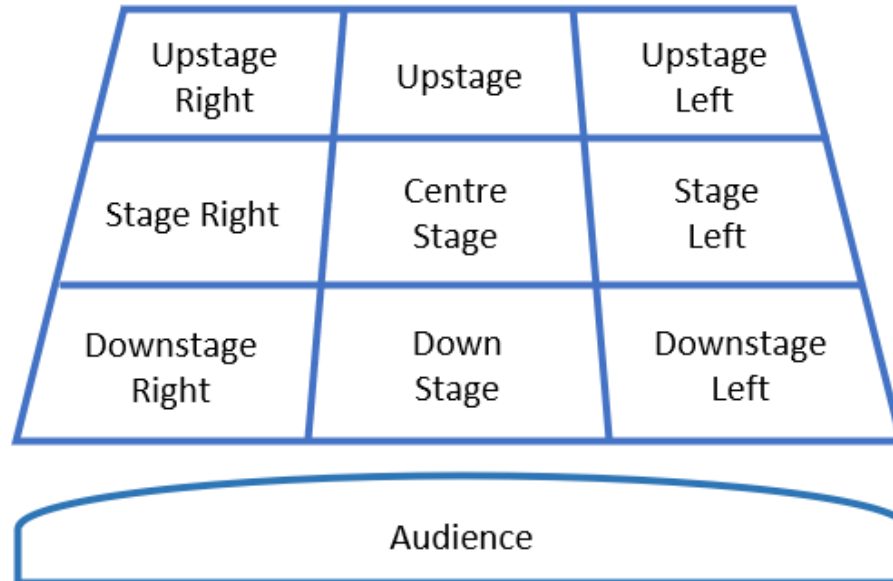 Upstage
Right
Upstage
Upstage
Left
Stage Right
Centre
Stage
Stage
Left
Downstage
Right
Down
Stage
Downstage
Left
Audience